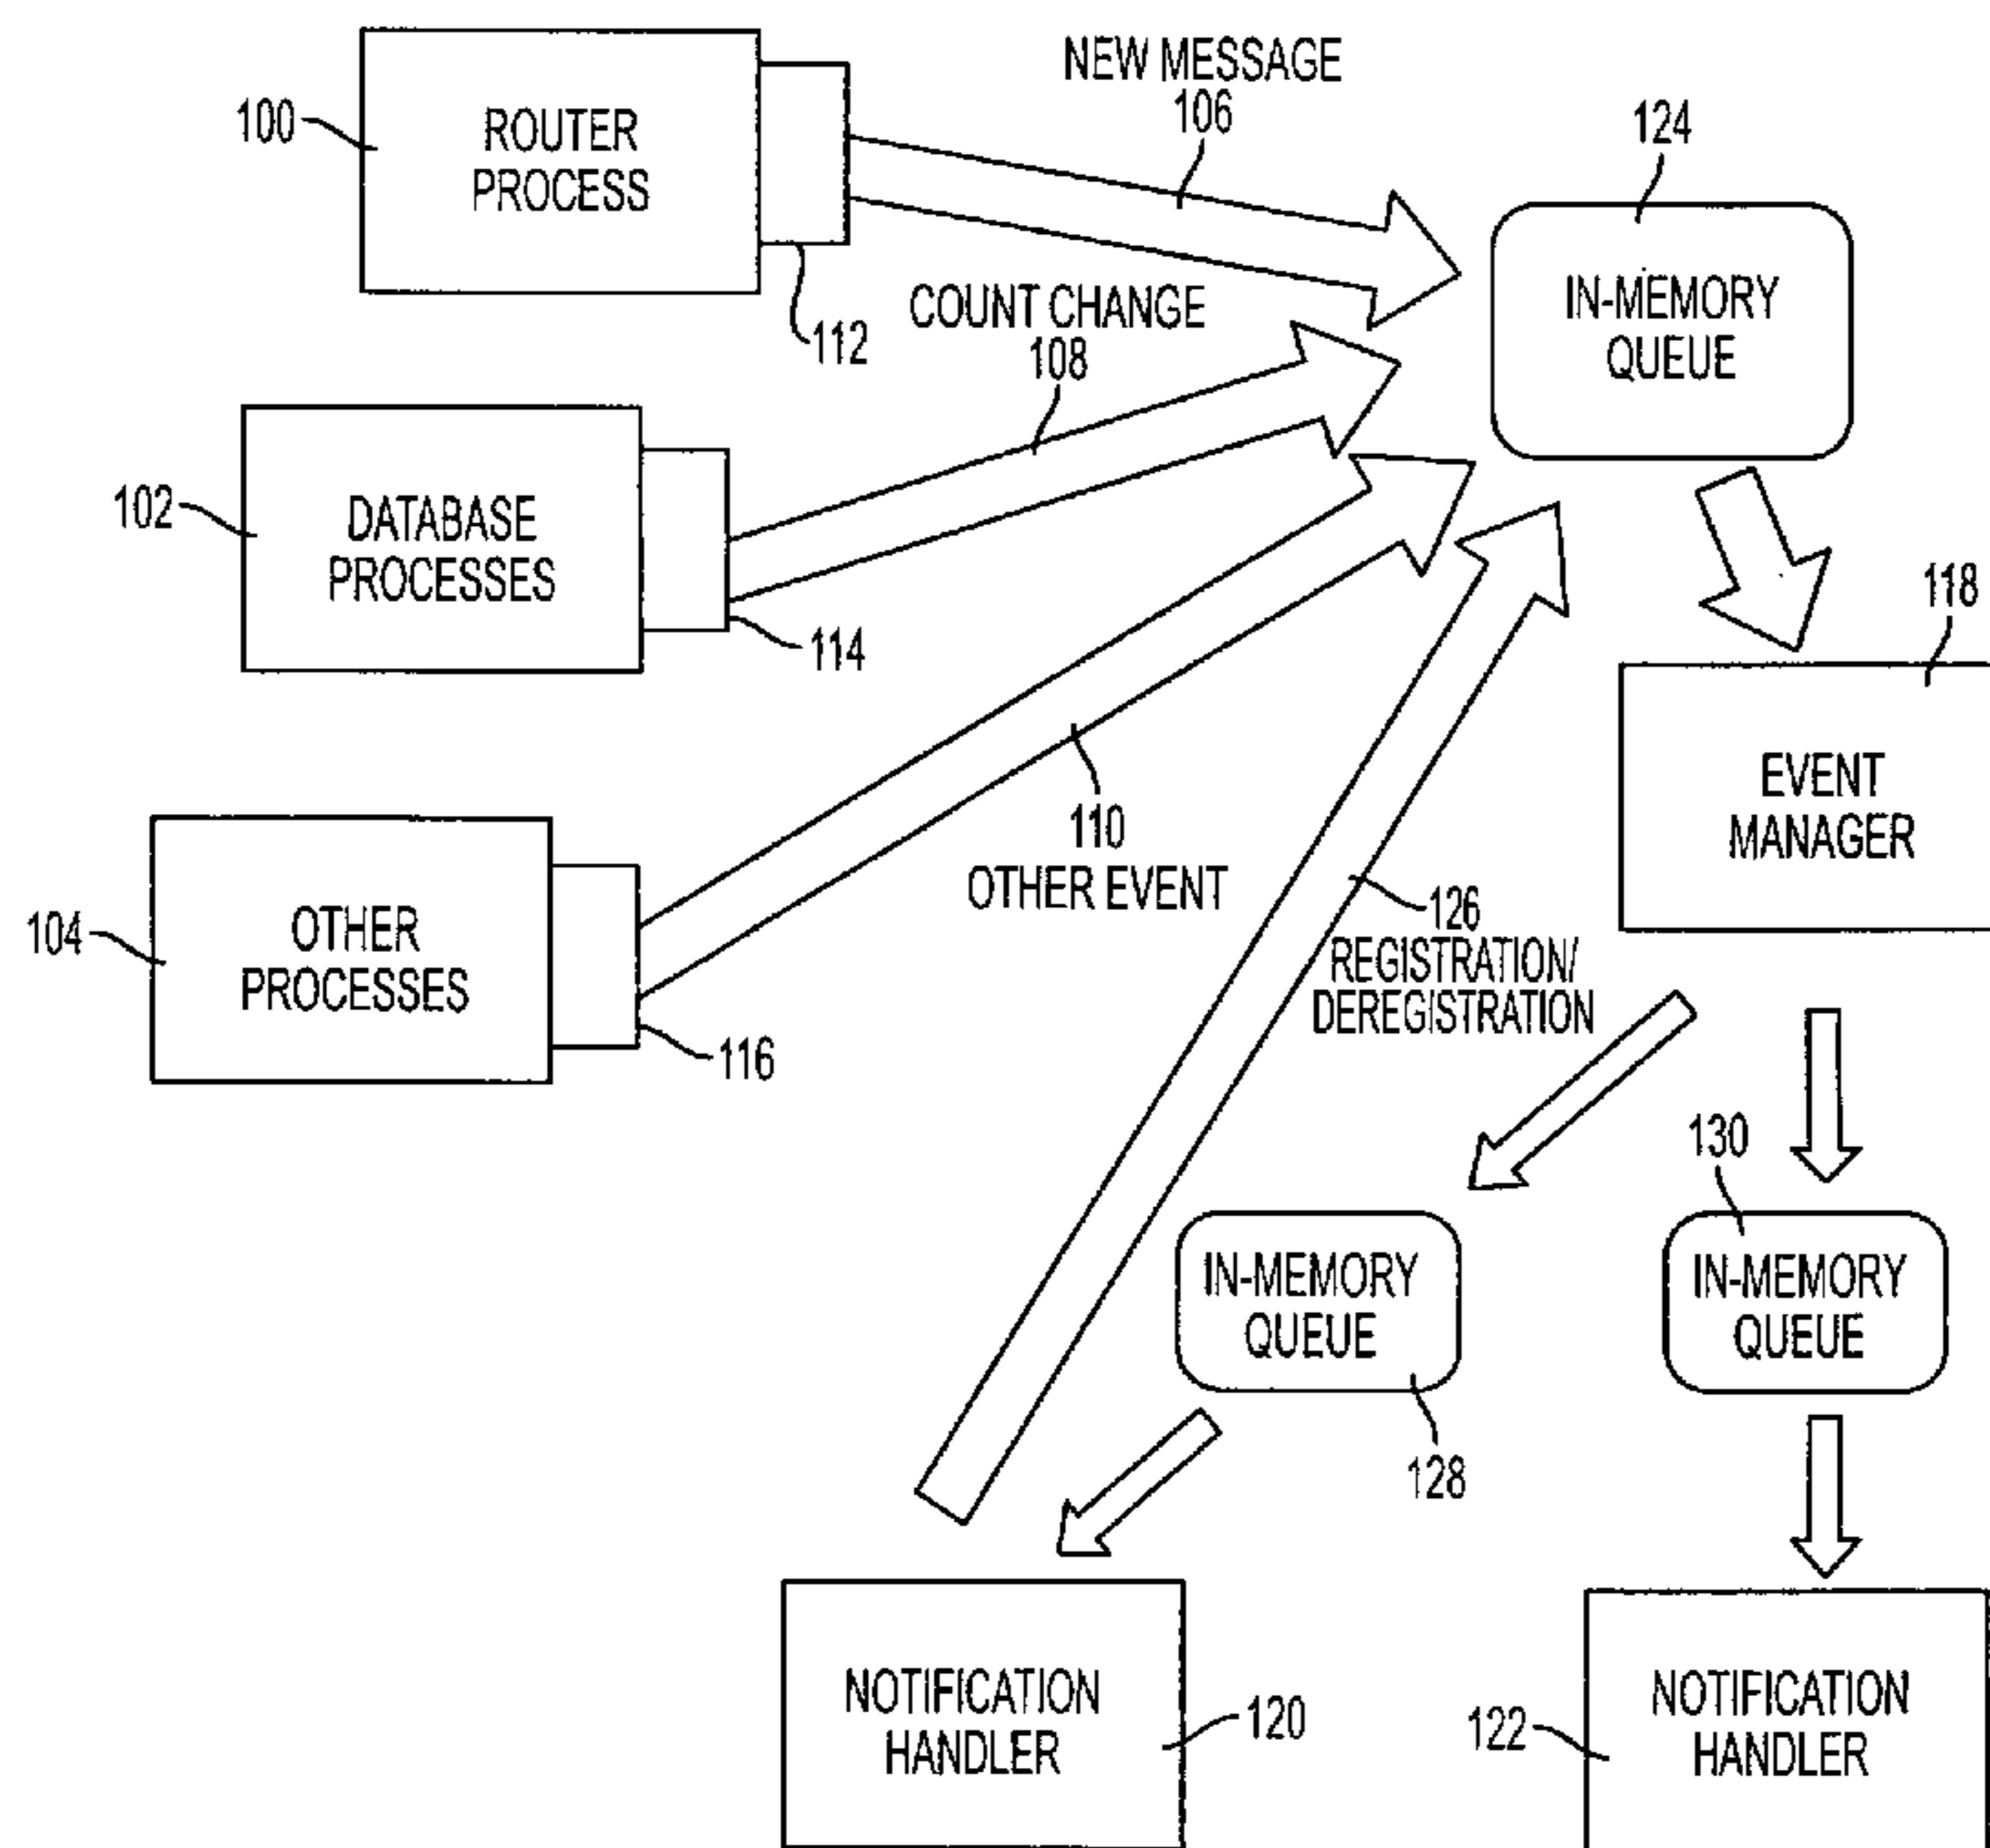 NEW MESSAGE
106
100
ROUTER
PROCESS
112
124
IN-MEMORY
QUEUE
COUNT CHANGE
108
102
DATABASE
PROCESSES
114
118
EVENT
MANAGER
110
OTHER EVENT
104
OTHER
PROCESSES
116
126
REGISTRATION/
DEREGISTRATION
130
IN-MEMORY
QUEUE
128
IN-MEMORY
QUEUE
NOTIFICATION
HANDLER
120
122
NOTIFICATION
HANDLER